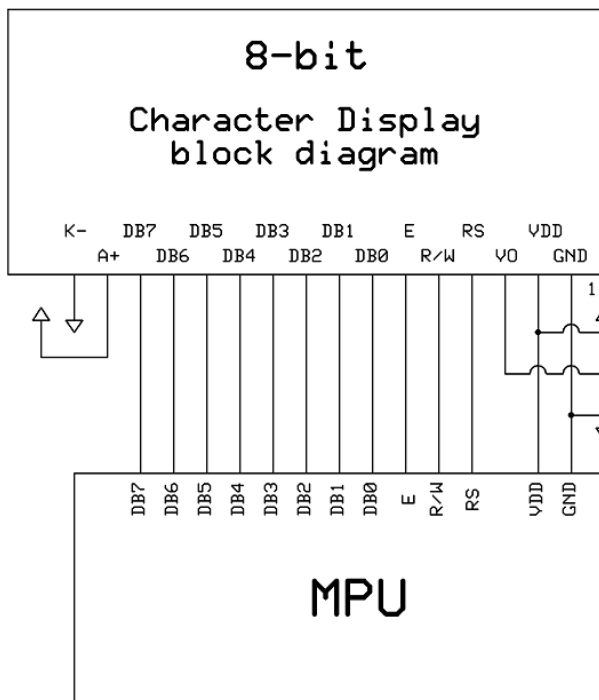 8-bit
Character Display
block diagram
K- DB7 DB5 DB3 DB1 E RS VDD
A+ DB6 DB4 DB2 DB0 R/W VO GND
1
DB7 DB6 DB5 DB4 DB3 DB2 DB1 DB0 E R/W RS VDD GND
MPU